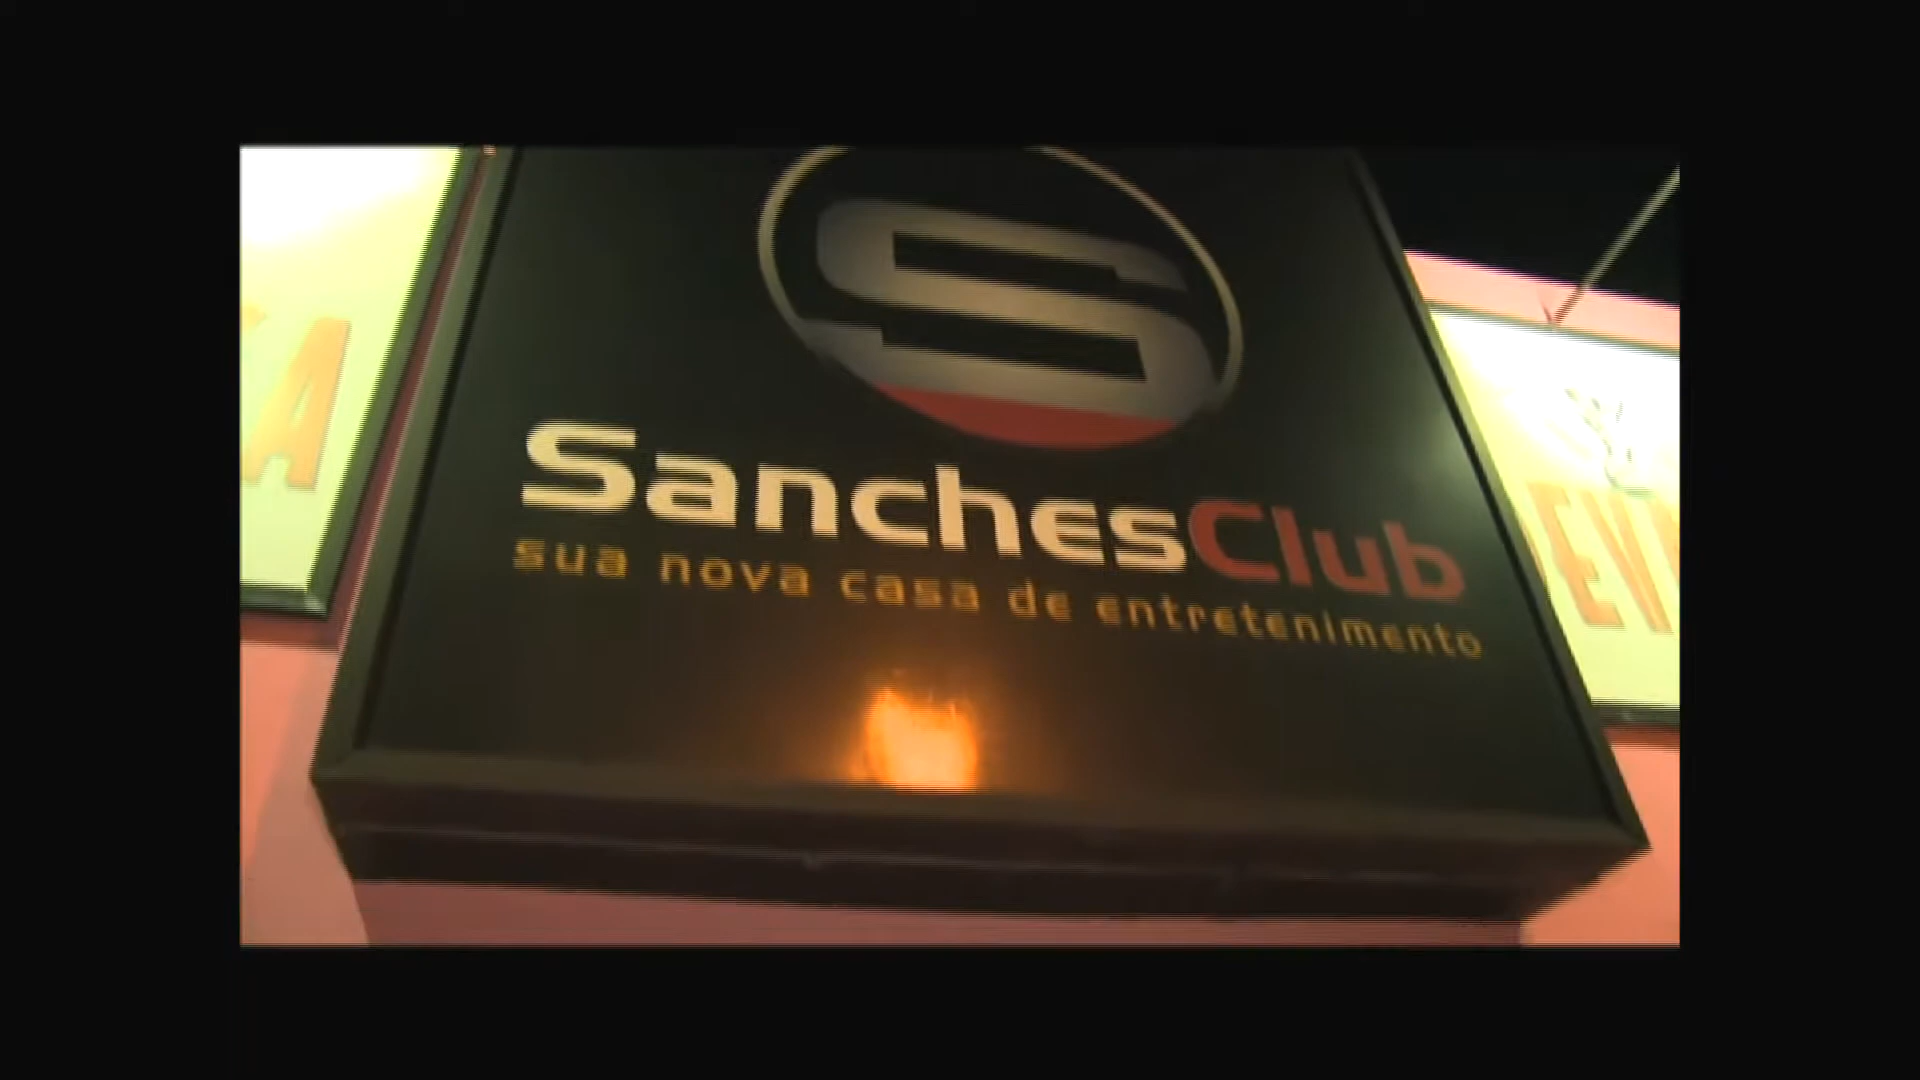 S
SanchesClub
sua nova casa de entretenimento